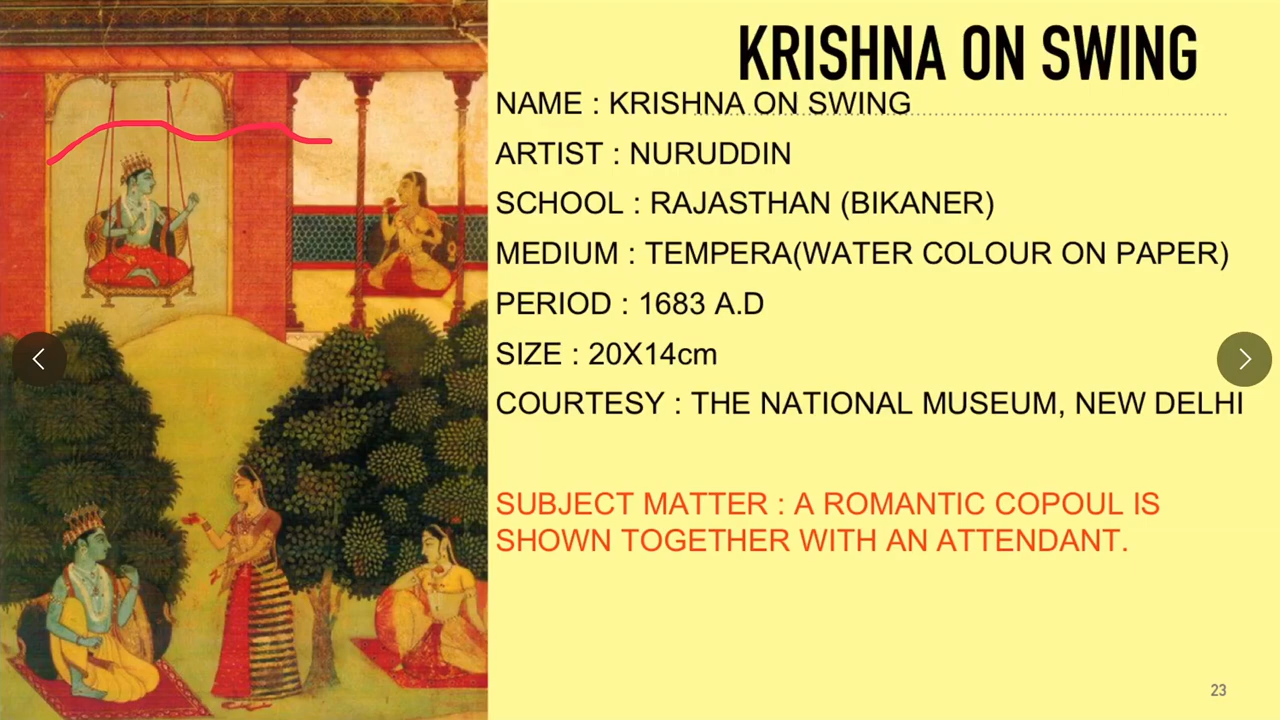 KRISHNA ON SWING
NAME : KRISHNA ON SWING
ARTIST : NURUDDIN
SCHOOL : RAJASTHAN (BIKANER)
MEDIUM : TEMPERA(WATER COLOUR ON PAPER)
PERIOD : 1683 A.D
SIZE : 20X14cm
COURTESY : THE NATIONAL MUSEUM, NEW DELHI
SUBJECT MATTER : A ROMANTIC COPOUL IS
SHOWN TOGETHER WITH AN ATTENDANT.
23